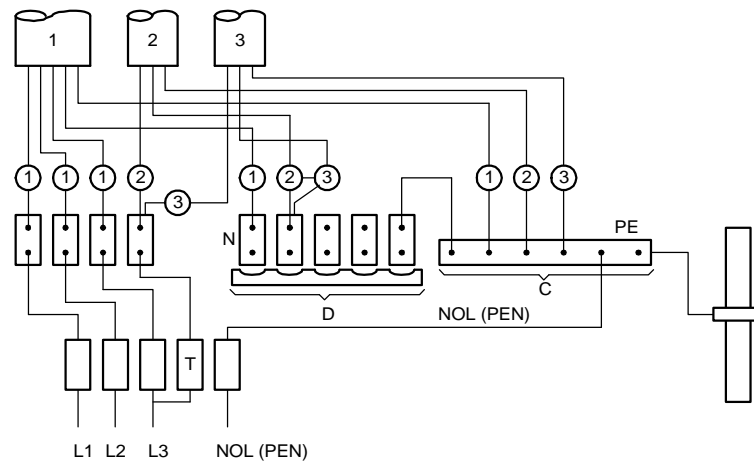 1 2 3
1 1 1 2 3 1 2 3 1 2 3
N PE
D C
NOL (PEN)
T
L1 L2 L3 NOL (PEN)